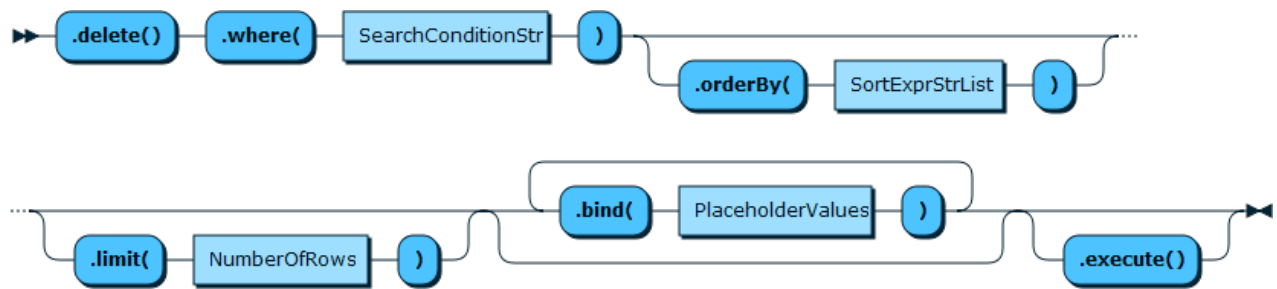 .delete() .where( SearchConditionStr )
.orderBy( SortExprStrList )
.bind( PlaceholderValues )
.limit( NumberOfRows )
.execute()